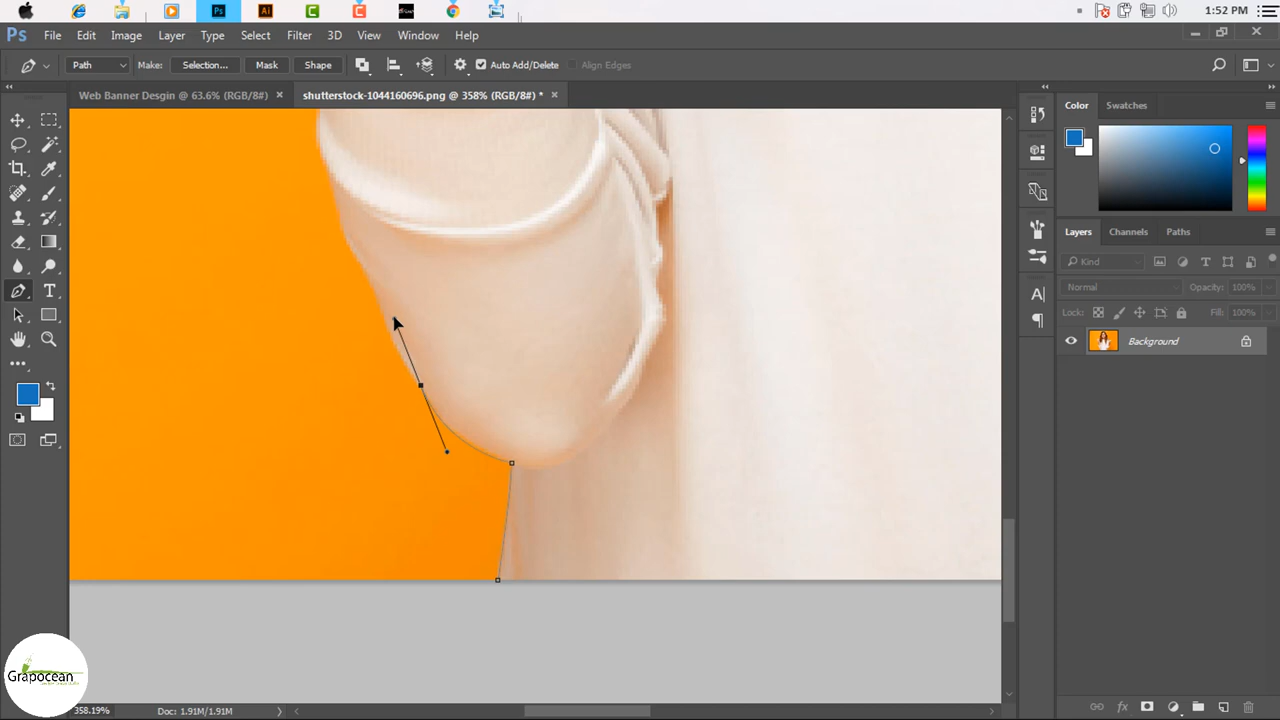 1:52 PM
Ps File Edit Image Layer Type Select Filter 3D View Window Help
Path Make: Selection... Mask Shape Auto Add/Delete Align Edges
Web Banner Desgin @ 63.6% (RGB/8#) × shutterstock-1044160696.png @ 358% (RGB/8#) * ×
Color Swatches
Layers Channels Paths
Kind
Normal Opacity: 100%
Lock: Fill: 100%
Background
Grapocean
358.19% Doc: 1.91M/1.91M